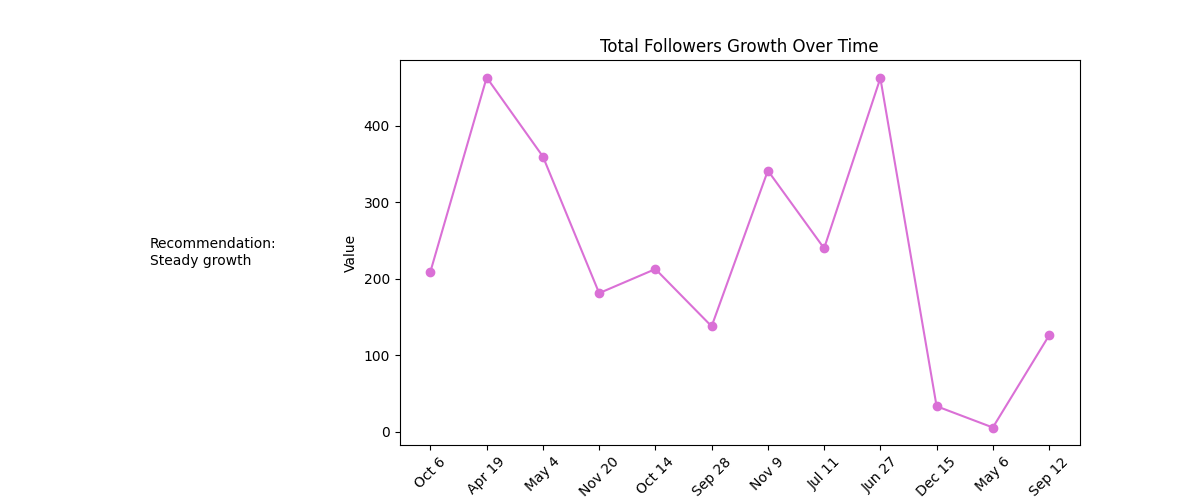 Total Followers Growth Over Time
Recommendation:
Steady growth
Value
400
300
200
100
0
Oct 6
Apr 19
May 4
Nov 20
Oct 14
Sep 28
Nov 9
Jul 11
Jun 27
Dec 15
May 6
Sep 12